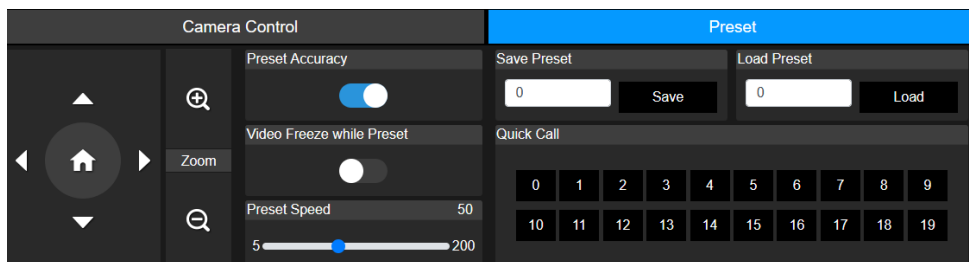 Camera Control
Preset
Preset Accuracy
Save Preset
Load Preset
0
Save
0
Load
Video Freeze while Preset
Quick Call
Zoom
0 1 2 3 4 5 6 7 8 9
Preset Speed 50
10 11 12 13 14 15 16 17 18 19
5 200